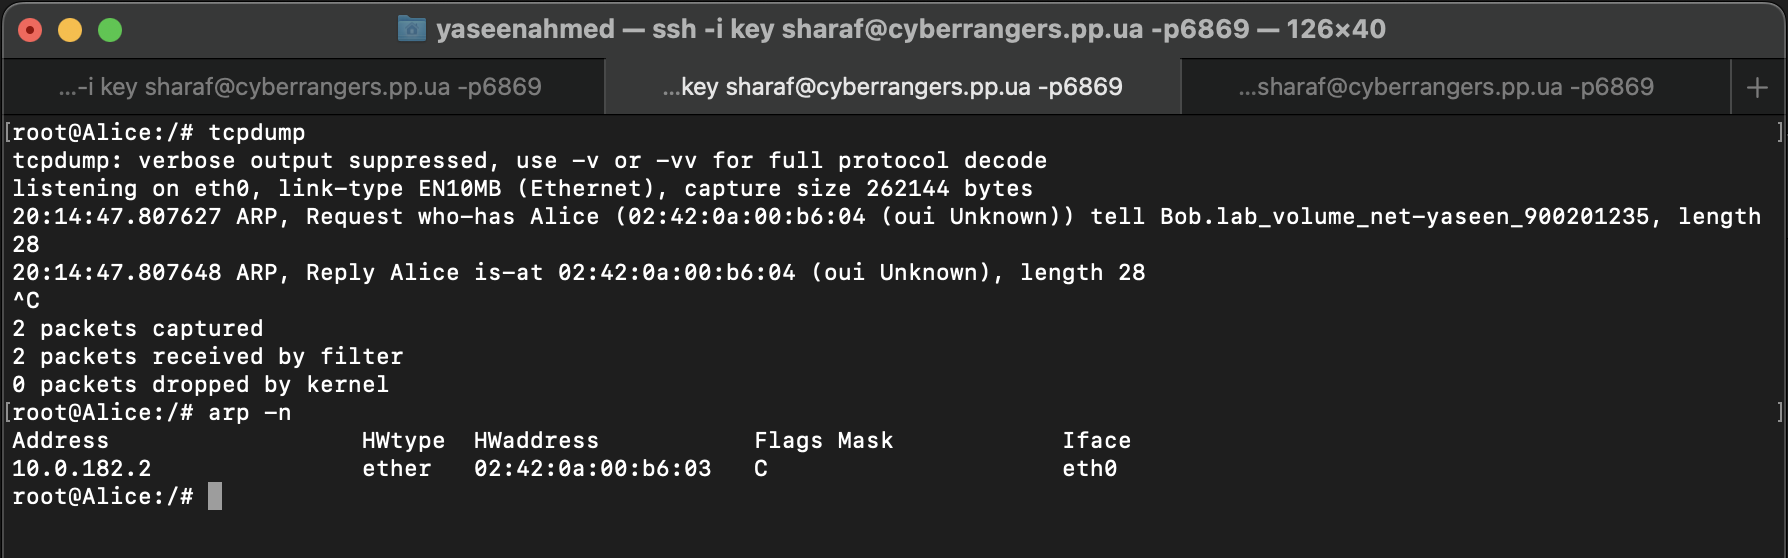 yaseenahmed — ssh -i key sharaf@cyberrangers.pp.ua -p6869 — 126×40
...-i key sharaf@cyberrangers.pp.ua -p6869 ...key sharaf@cyberrangers.pp.ua -p6869 ...sharaf@cyberrangers.pp.ua -p6869 +
[root@Alice:/# tcpdump ]
tcpdump: verbose output suppressed, use -v or -vv for full protocol decode
listening on eth0, link-type EN10MB (Ethernet), capture size 262144 bytes
20:14:47.807627 ARP, Request who-has Alice (02:42:0a:00:b6:04 (oui Unknown)) tell Bob.lab_volume_net-yaseen_900201235, length
28
20:14:47.807648 ARP, Reply Alice is-at 02:42:0a:00:b6:04 (oui Unknown), length 28
^C
2 packets captured
2 packets received by filter
0 packets dropped by kernel
[root@Alice:/# arp -n ]
Address HWtype HWaddress Flags Mask Iface
10.0.182.2 ether 02:42:0a:00:b6:03 C eth0
root@Alice:/#